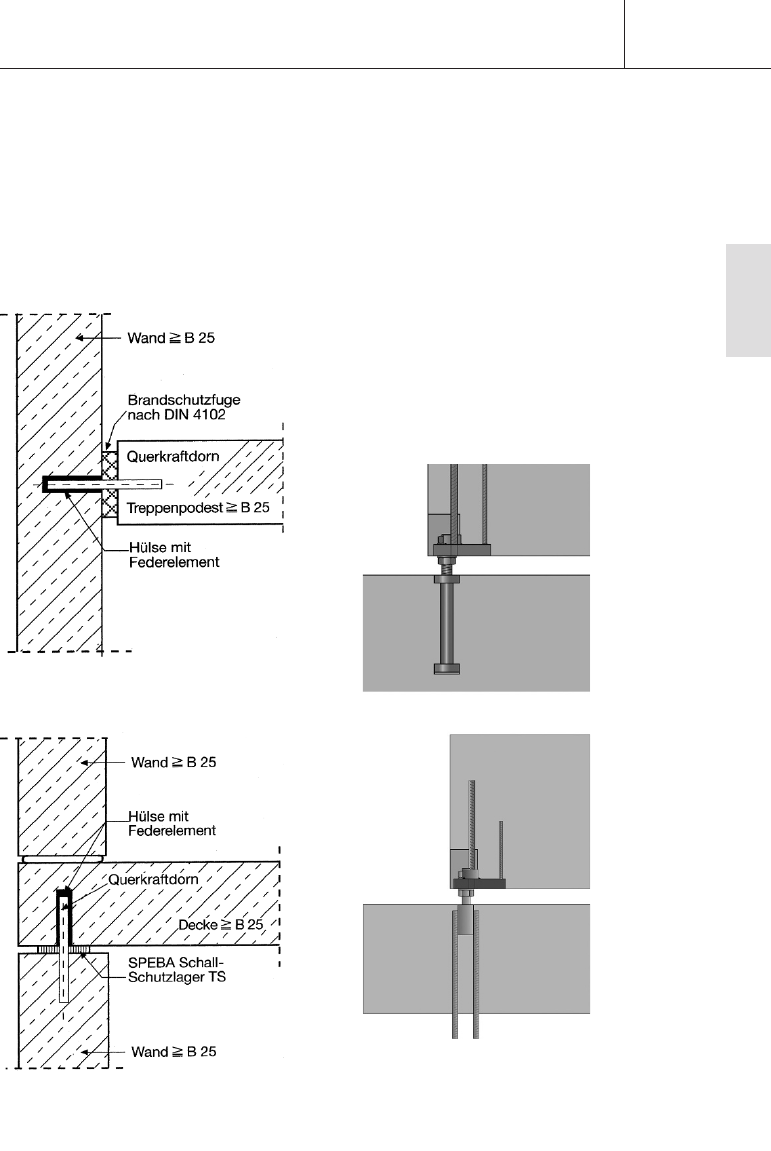 Wand ≧ B 25
Brandschutzfuge
nach DIN 4102
Querkraftdorn
Treppenpodest ≧ B 25
Hülse mit
Federelement
Wand ≧ B 25
Hülse mit
Federelement
Querkraftdorn
Decke ≧ B 25
SPEBA Schall-
Schutzlager TS
Wand ≧ B 25